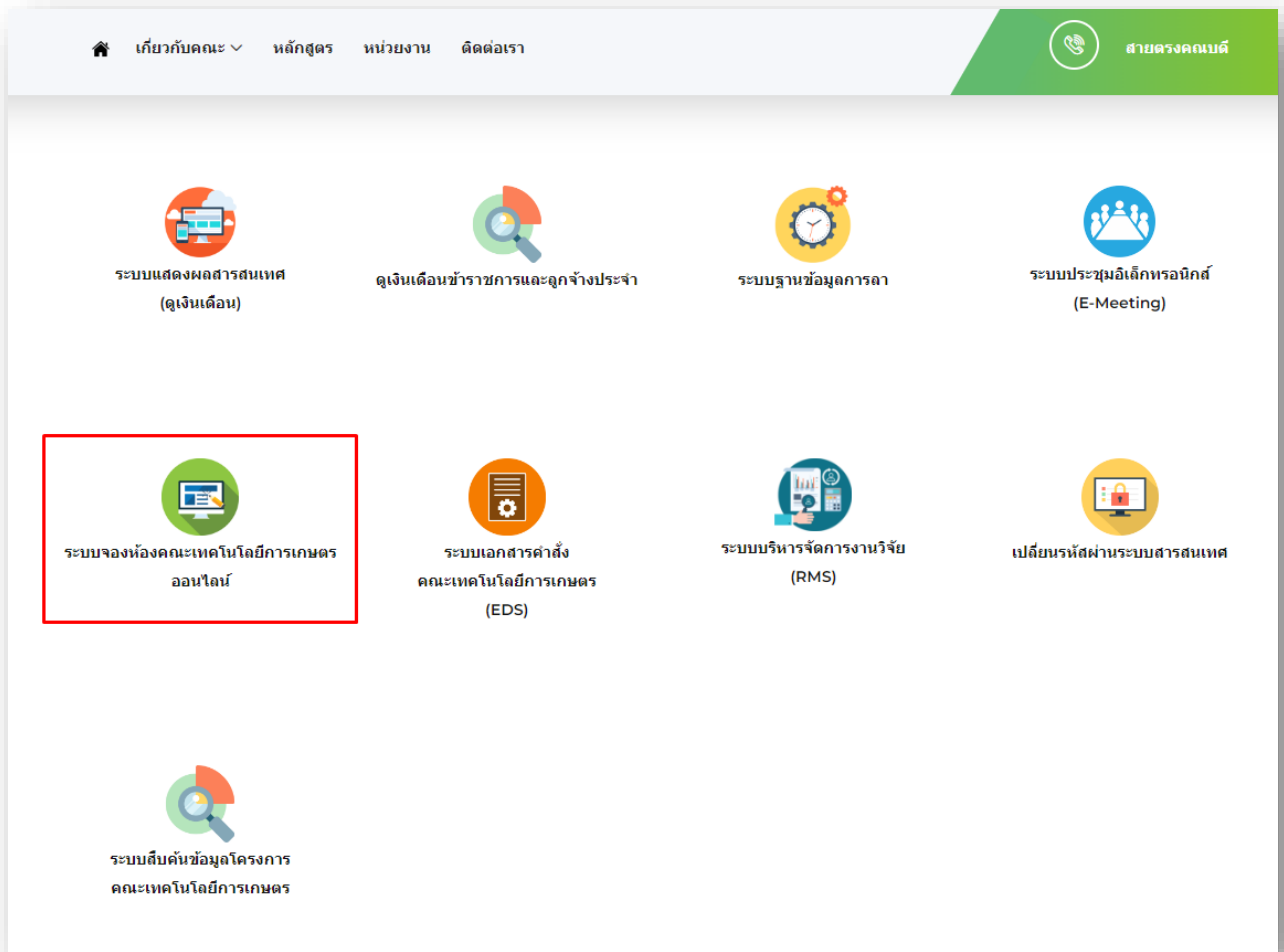 เกี่ยวกับคณะ หลักสูตร หน่วยงาน ติดต่อเรา สายตรงคณบดี
ระบบแสดงผลสารสนเทศ
(ดูเงินเดือน)
ดูเงินเดือนข้าราชการและลูกจ้างประจำ
ระบบฐานข้อมูลการลา
ระบบประชุมอิเล็กทรอนิกส์
(E-Meeting)
ระบบจองห้องคณะเทคโนโลยีการเกษตร
ออนไลน์
ระบบเอกสารคำสั่ง
คณะเทคโนโลยีการเกษตร
(EDS)
ระบบบริหารจัดการงานวิจัย
(RMS)
เปลี่ยนรหัสผ่านระบบสารสนเทศ
ระบบสืบค้นข้อมูลโครงการ
คณะเทคโนโลยีการเกษตร